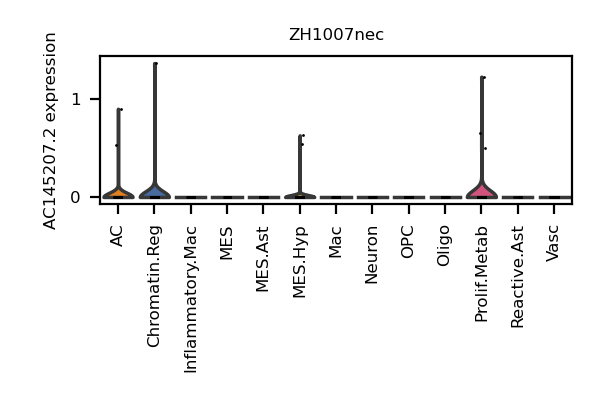 ZH1007nec
AC145207.2 expression
1
0
AC
Chromatin.Reg
Inflammatory.Mac
MES
MES.Ast
MES.Hyp
Mac
Neuron
OPC
Oligo
Prolif.Metab
Reactive.Ast
Vasc